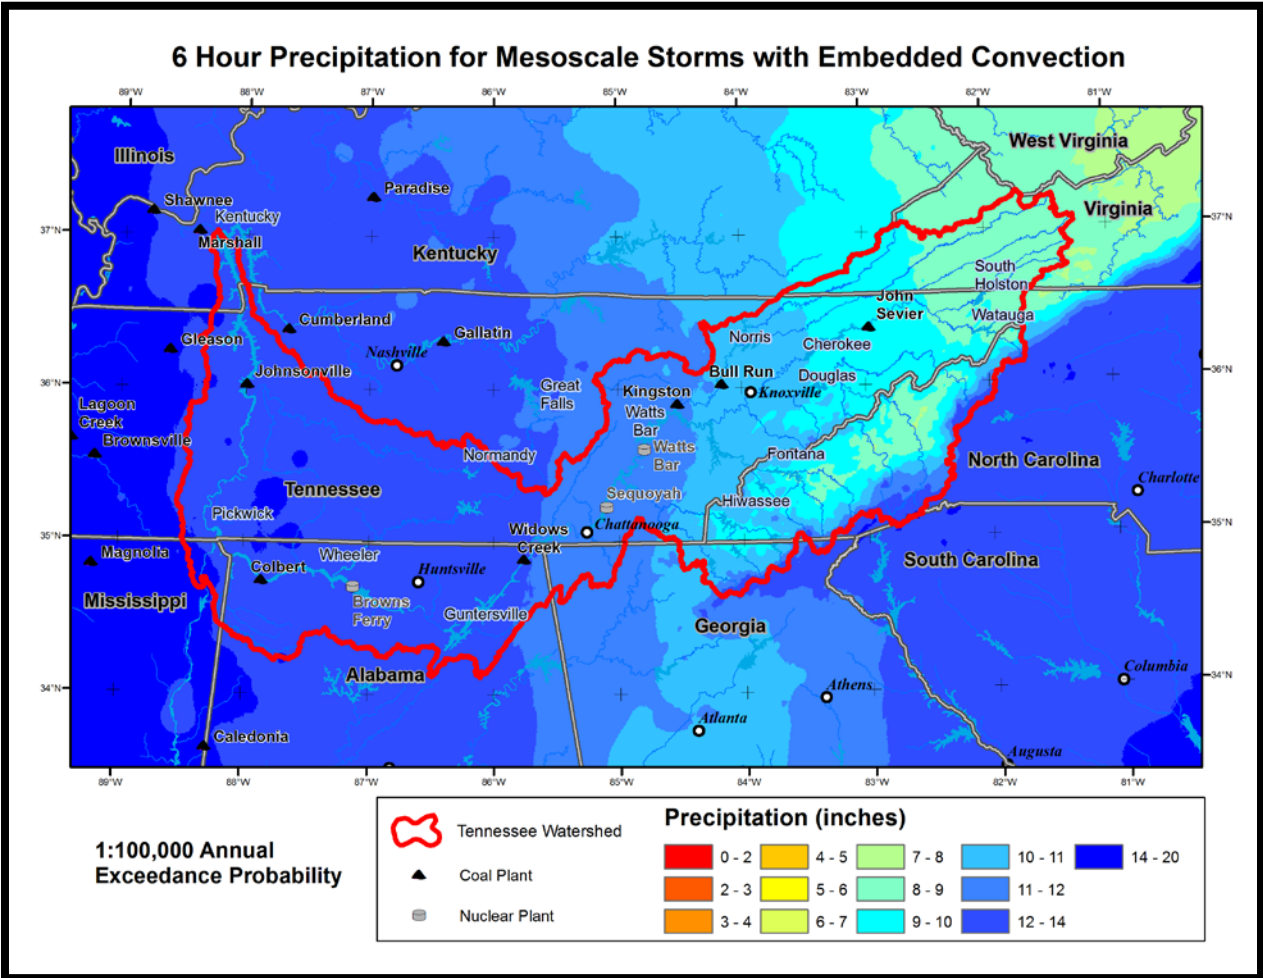 6 Hour Precipitation for Mesoscale Storms with Embedded Convection
89°W 88°W 87°W 86°W 85°W 84°W 83°W 82°W 81°W
Illinois
West Virginia
Shawnee
Paradise
Kentucky
Virginia
37°N
37°N
Marshall
Kentucky
South
Holston
John
Sevier
Watauga
Cumberland
Gallatin
Gleason
Norris
Cherokee
Nashville
Johnsonville
36°N
36°N
Great
Falls
Bull Run
Douglas
Kingston
Knoxville
Lagoon
Creek
Watts
Bar
Brownsville
Normandy
Watts
Bar
Fontana
North Carolina
Charlotte
Tennessee
Sequoyah
Hiwassee
Pickwick
Chattanooga
35°N
35°N
Widows
Creek
Magnolia
Wheeler
Colbert
Huntsville
South Carolina
Mississippi
Browns
Ferry
Guntersville
Georgia
Alabama
Columbia
34°N
34°N
Athens
Atlanta
Caledonia
Augusta
89°W 88°W 87°W 86°W 85°W 84°W 83°W 82°W 81°W
1:100,000 Annual
Exceedance Probability
Tennessee Watershed
Coal Plant
Nuclear Plant
Precipitation (inches)
0 - 2 4 - 5 7 - 8 10 - 11 14 - 20
2 - 3 5 - 6 8 - 9 11 - 12
3 - 4 6 - 7 9 - 10 12 - 14